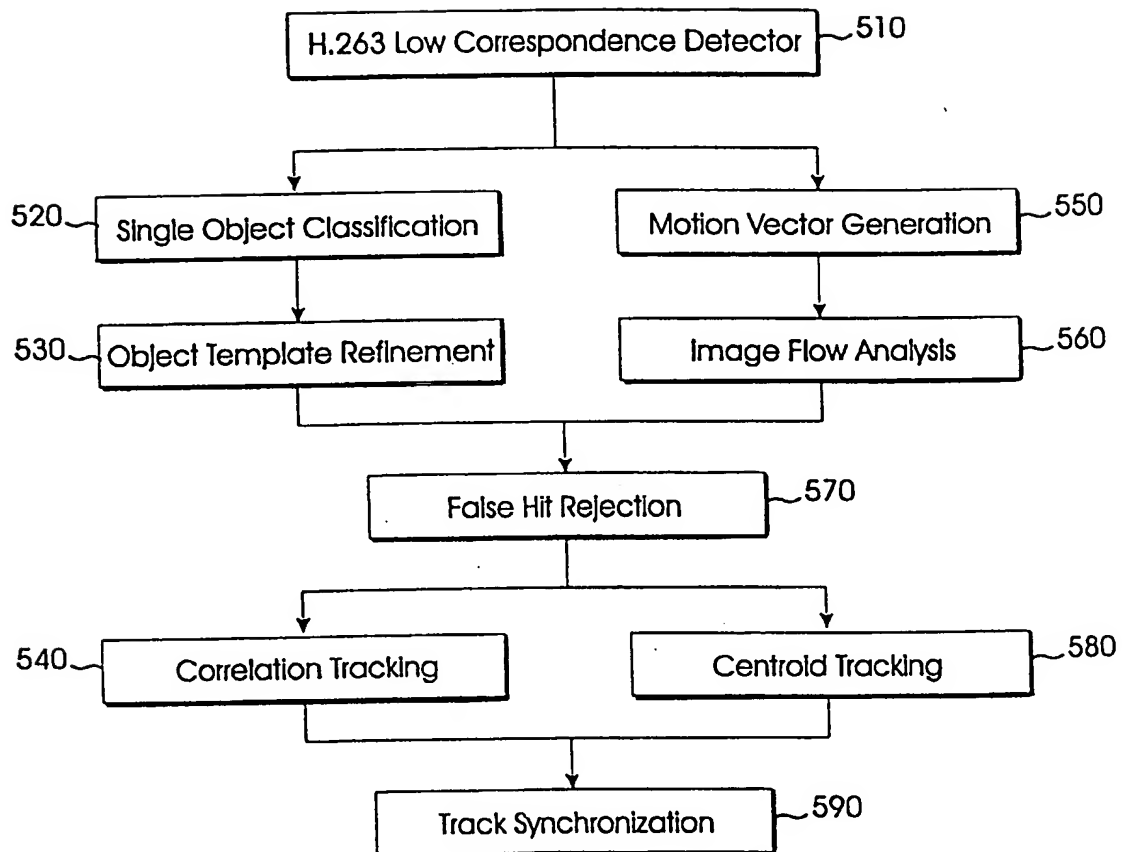 H.263 Low Correspondence Detector 510
520 Single Object Classification
Motion Vector Generation 550
530 Object Template Refinement
Image Flow Analysis 560
False Hit Rejection 570
540 Correlation Tracking
Centroid Tracking 580
Track Synchronization 590